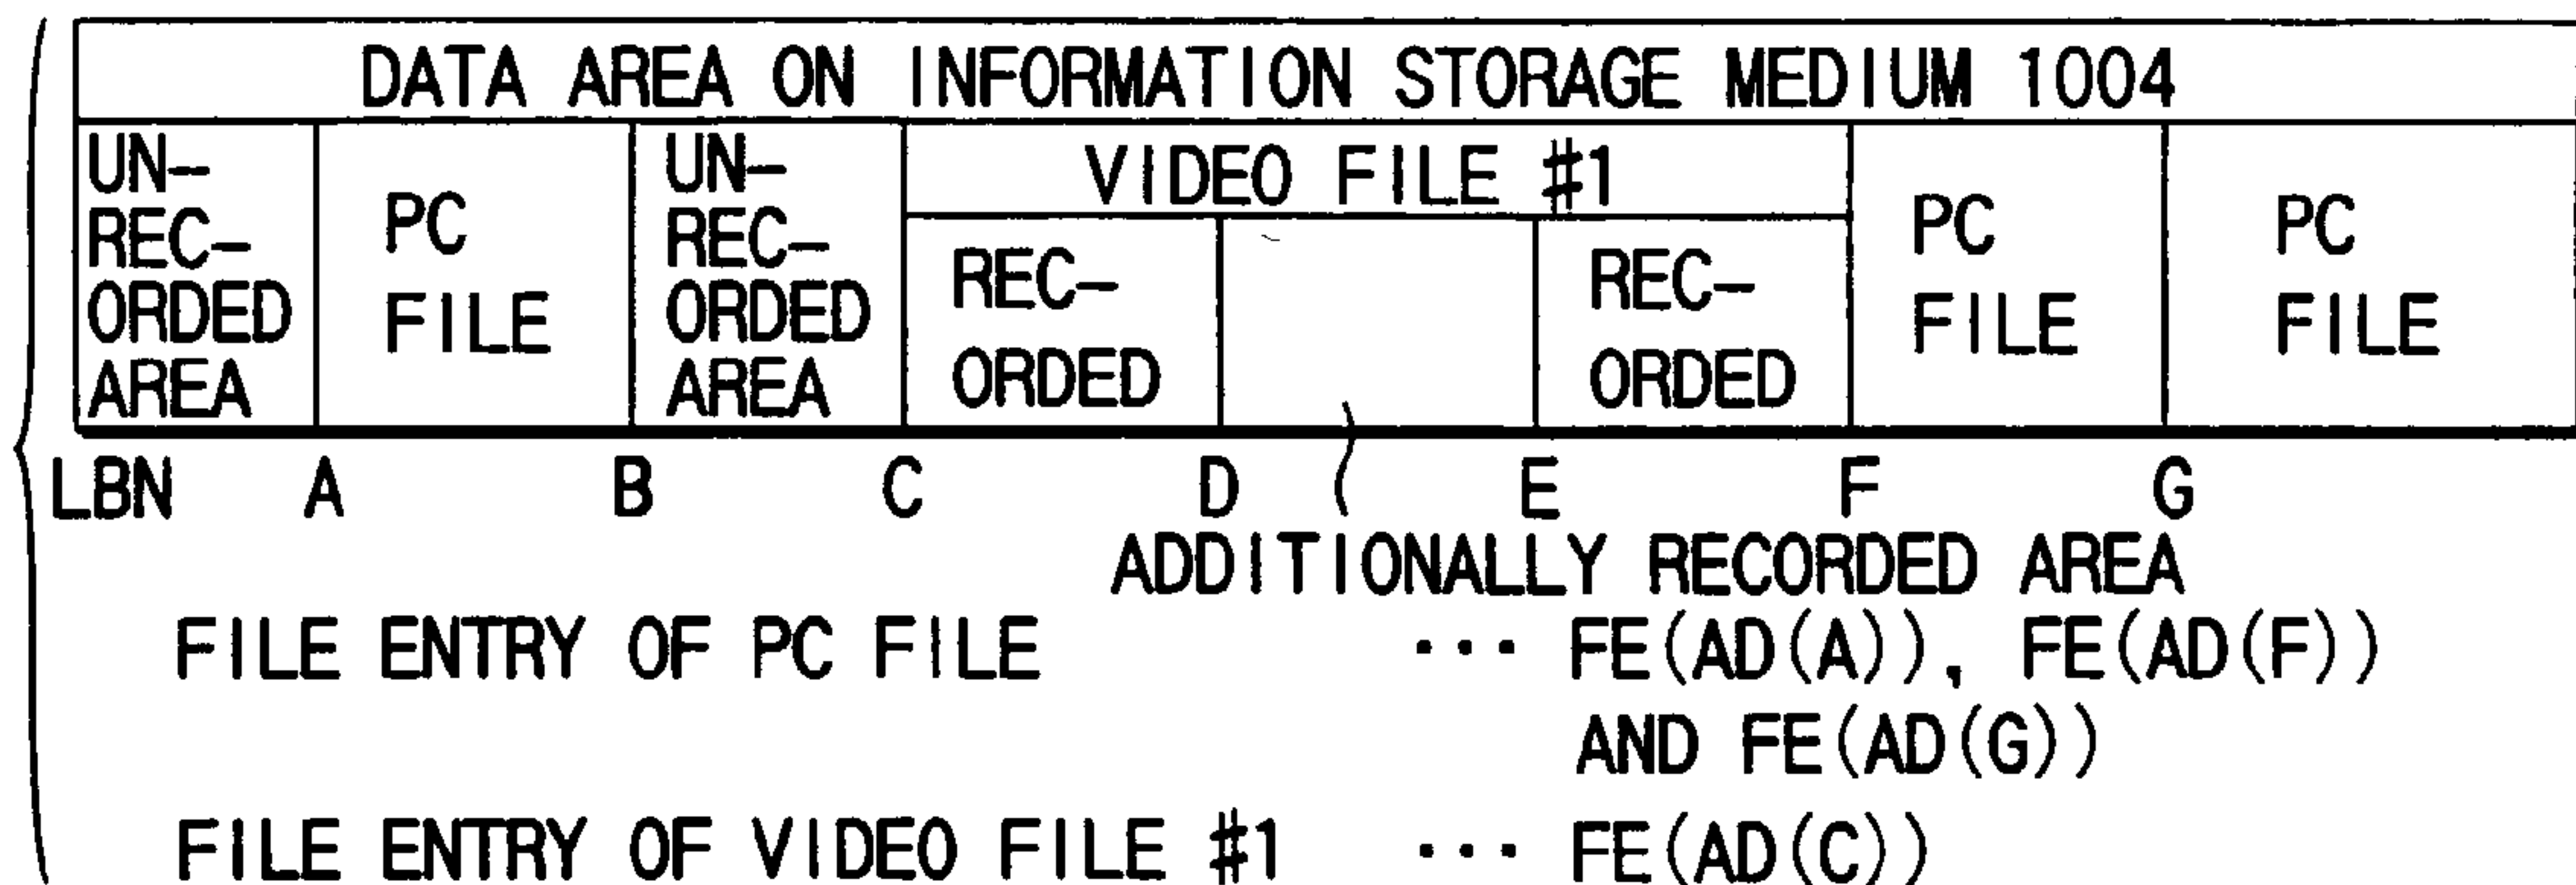 DATA AREA ON INFORMATION STORAGE MEDIUM 1004
UN-
REC-
ORDED
AREA
PC
FILE
UN-
REC-
ORDED
AREA
VIDEO FILE #1
REC-
ORDED
REC-
ORDED
PC
FILE
PC
FILE
LBN A B C D E F G
ADDITIONALLY RECORDED AREA
FILE ENTRY OF PC FILE ··· FE(AD(A)), FE(AD(F))
AND FE(AD(G))
FILE ENTRY OF VIDEO FILE #1 ··· FE(AD(C))